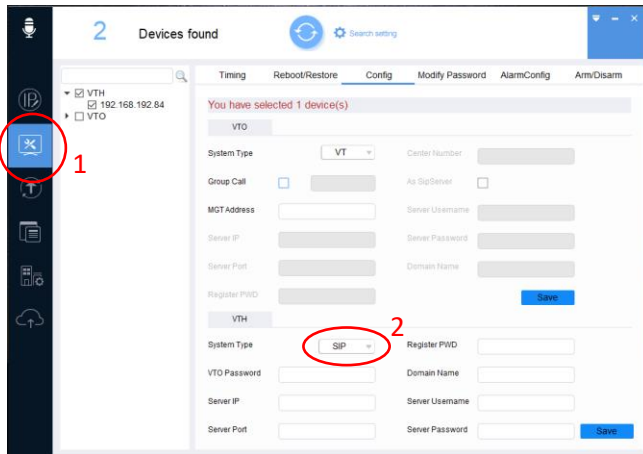 2 Devices found
Search setting
Timing Reboot/Restore Config Modify Password AlarmConfig Arm/Disarm
VTH
192.168.192.84
VTO
You have selected 1 device(s)
VTO
System Type VT Center Number
Group Call As SipServer
MGT Address Server Username
Server IP Server Password
Server Port Domain Name
Register PWD Save
VTH
System Type SIP Register PWD
VTO Password Domain Name
Server IP Server Username
Server Port Server Password Save
IP
1
2